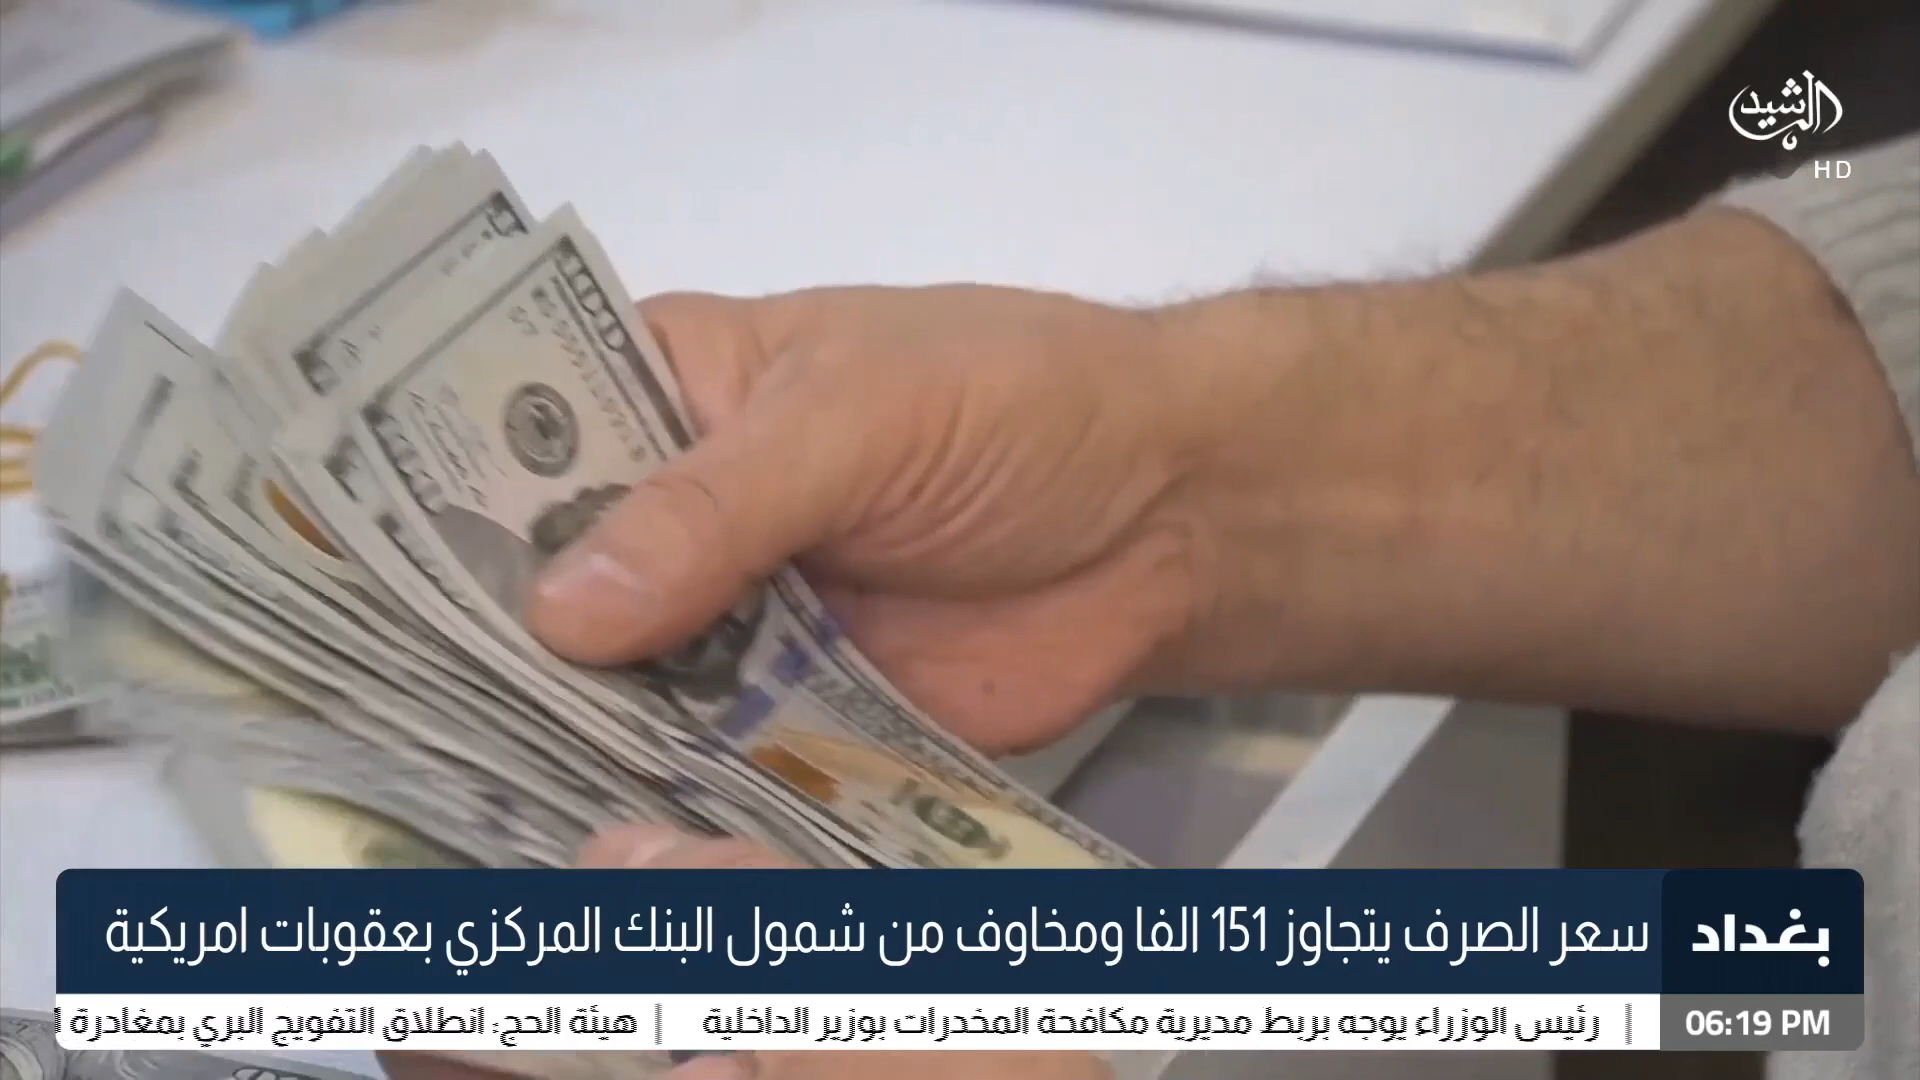 الرشيد
HD
بغداد
سعر الصرف يتجاوز 151 الفا ومخاوف من شمول البنك المركزي بعقوبات امريكية
06:19 PM
| رئيس الوزراء يوجه بربط مديرية مكافحة المخدرات بوزير الداخلية | هيئة الحج: انطلاق التفويج البري بمغادرة